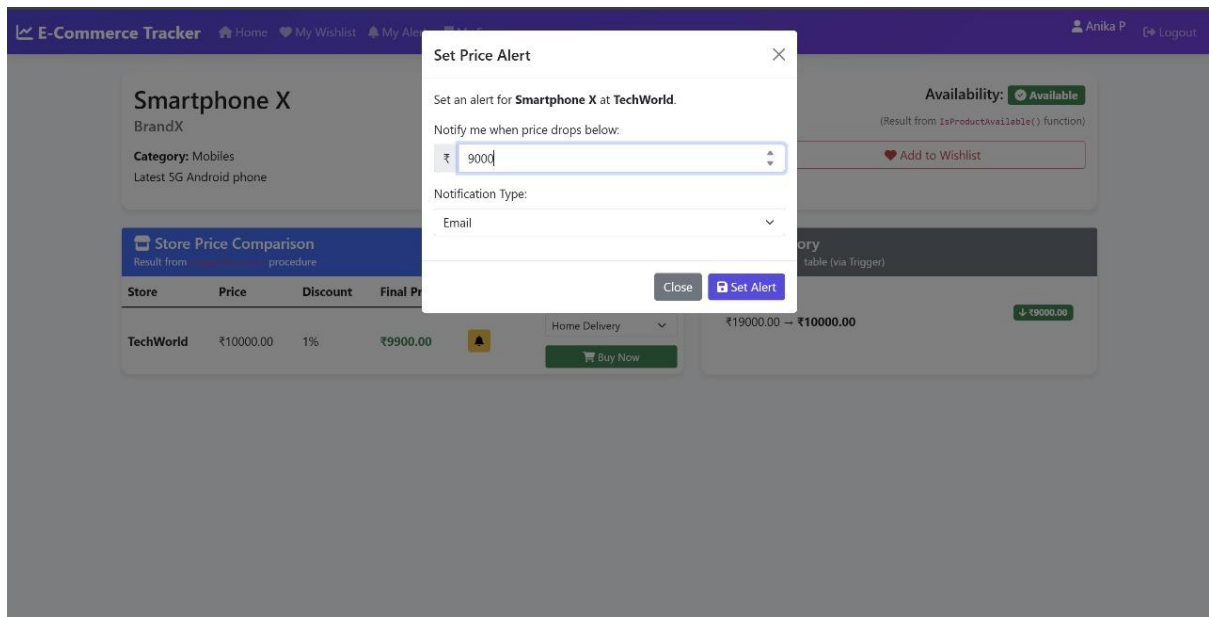 E-Commerce Tracker Home My Wishlist My Aler Anika P Logout
Set Price Alert
Set an alert for Smartphone X at TechWorld.
Notify me when price drops below:
₹ 9000
Notification Type:
Email
Close Set Alert
Smartphone X
BrandX
Category: Mobiles
Latest 5G Android phone
Availability: Available
(Result from IsProductAvailable() function)
Add to Wishlist
Store Price Comparison
Result from procedure
Store Price Discount Final Pr
TechWorld ₹10000.00 1% ₹9900.00
Home Delivery
Buy Now
ory
table (via Trigger)
₹19000.00 → ₹10000.00
↓ ₹9000.00